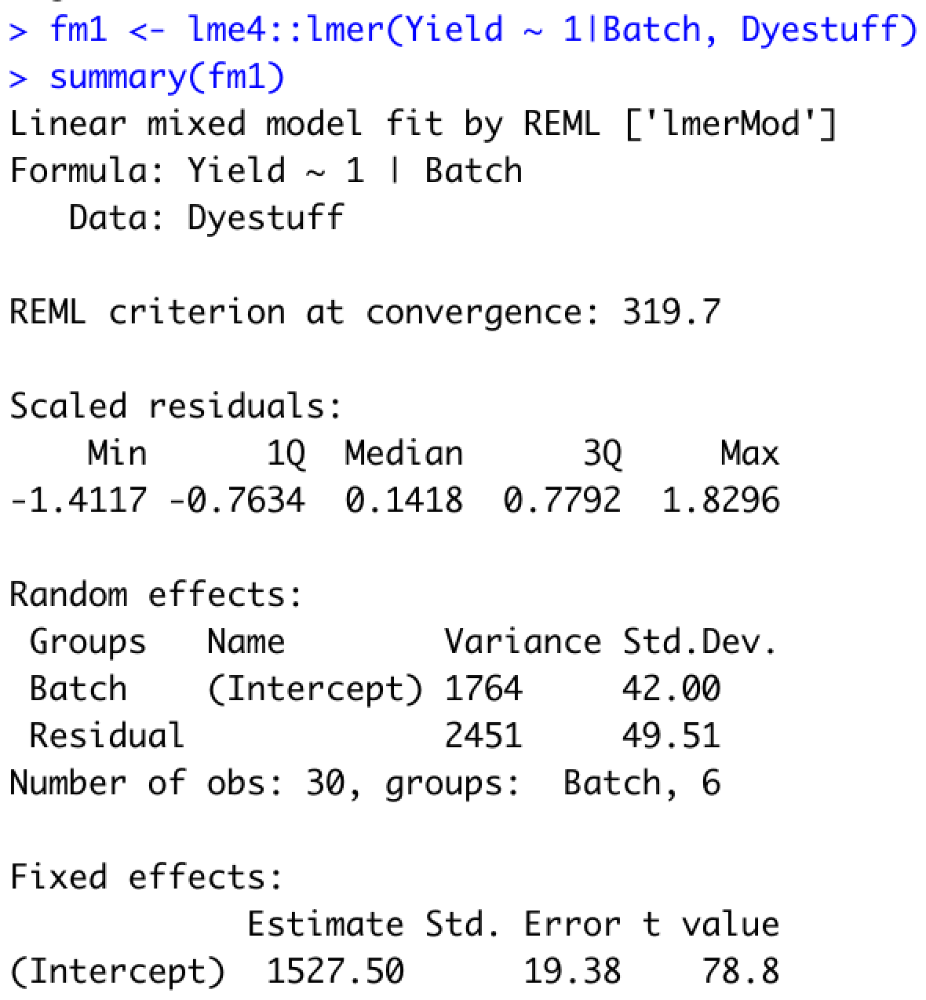 > fm1 <- lme4::lmer(Yield ~ 1|Batch, Dyestuff)
> summary(fm1)
Linear mixed model fit by REML ['lmerMod']
Formula: Yield ~ 1 | Batch
   Data: Dyestuff

REML criterion at convergence: 319.7

Scaled residuals:
    Min      1Q  Median      3Q     Max
-1.4117 -0.7634  0.1418  0.7792  1.8296

Random effects:
 Groups   Name        Variance Std.Dev.
 Batch    (Intercept) 1764     42.00
 Residual             2451     49.51
Number of obs: 30, groups:  Batch, 6

Fixed effects:
            Estimate Std. Error t value
(Intercept)  1527.50      19.38    78.8